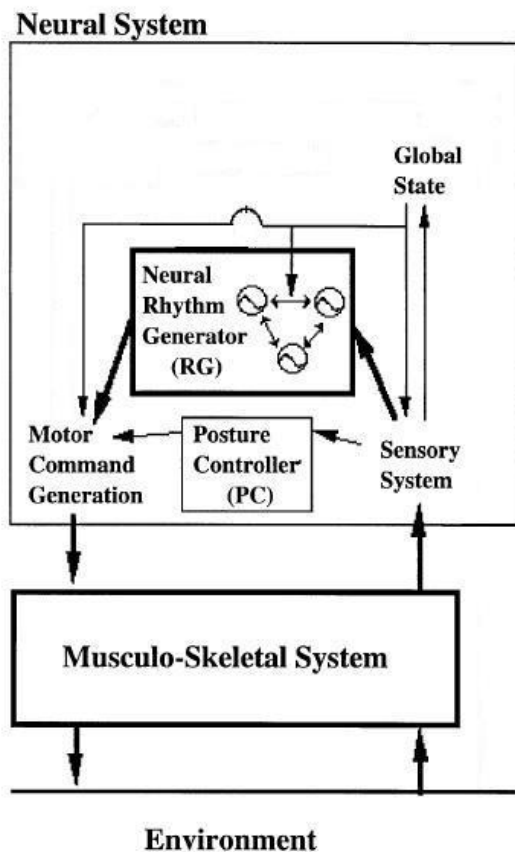 Neural System
Global
State
Neural
Rhythm
Generator
(RG)
Motor
Command
Generation
Posture
Controller
(PC)
Sensory
System
Musculo-Skeletal System
Environment